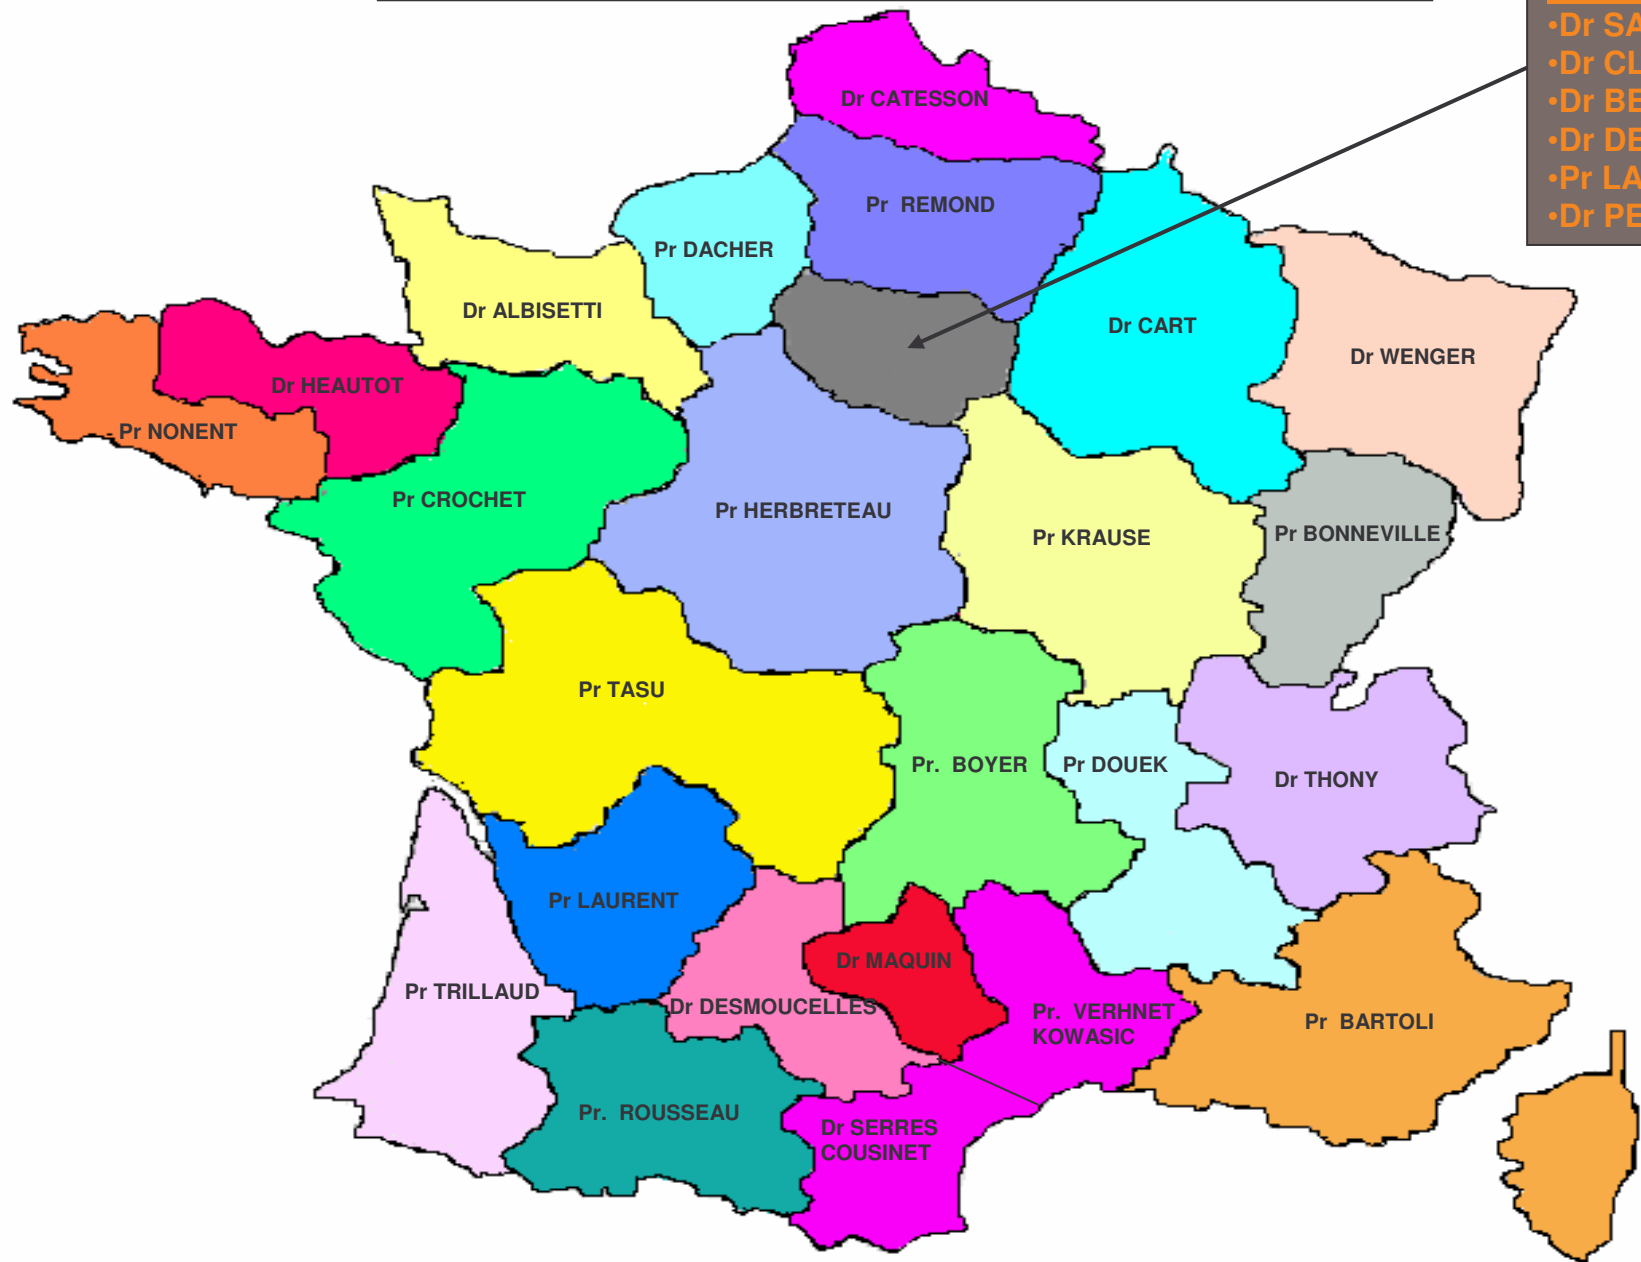 •Dr SA
•Dr CL
•Dr BE
•Dr DE
•Pr LA
•Dr PE
Dr CATESSON
Pr REMOND
Pr DACHER
Dr ALBISETTI
Dr CART
Dr WENGER
Dr HEAUTOT
Pr NONENT
Pr CROCHET
Pr HERBRETEAU
Pr KRAUSE
Pr BONNEVILLE
Pr TASU
Pr. BOYER
Pr DOUEK
Dr THONY
Pr LAURENT
Dr MAQUIN
Pr TRILLAUD
Dr DESMOUCELLES
Pr. VERHNET
KOWASIC
Pr BARTOLI
Pr. ROUSSEAU
Dr SERRES
COUSINET